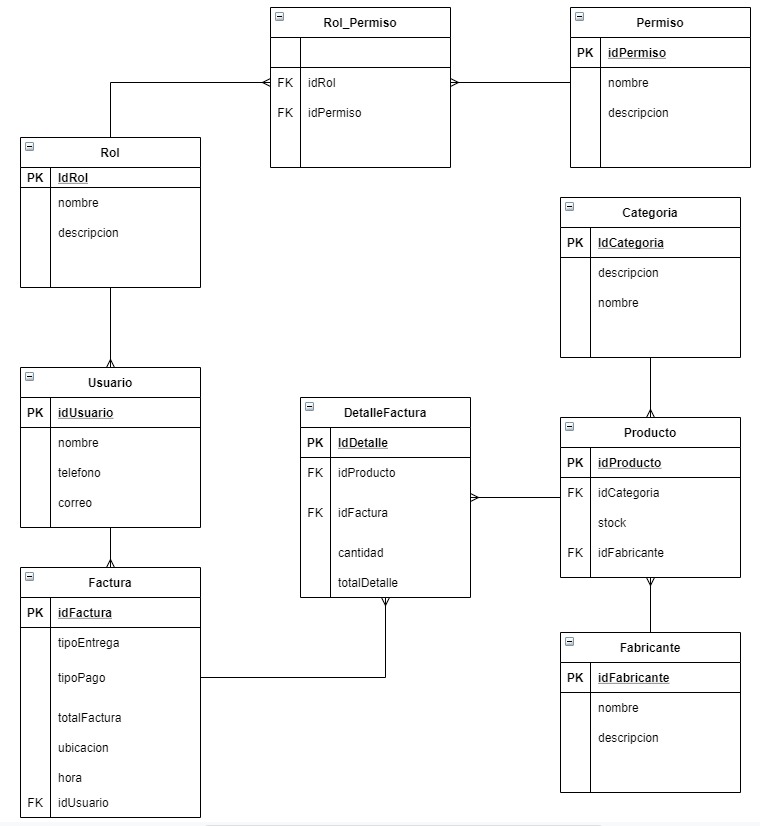 Rol_Permiso
FK idRol
FK idPermiso
Permiso
PK idPermiso
nombre
descripcion
Rol
PK IdRol
nombre
descripcion
Categoria
PK IdCategoria
descripcion
nombre
Usuario
PK idUsuario
nombre
telefono
correo
DetalleFactura
PK IdDetalle
FK idProducto
FK idFactura
cantidad
totalDetalle
Producto
PK idProducto
FK idCategoria
stock
FK idFabricante
Factura
PK idFactura
tipoEntrega
tipoPago
totalFactura
ubicacion
hora
FK idUsuario
Fabricante
PK idFabricante
nombre
descripcion